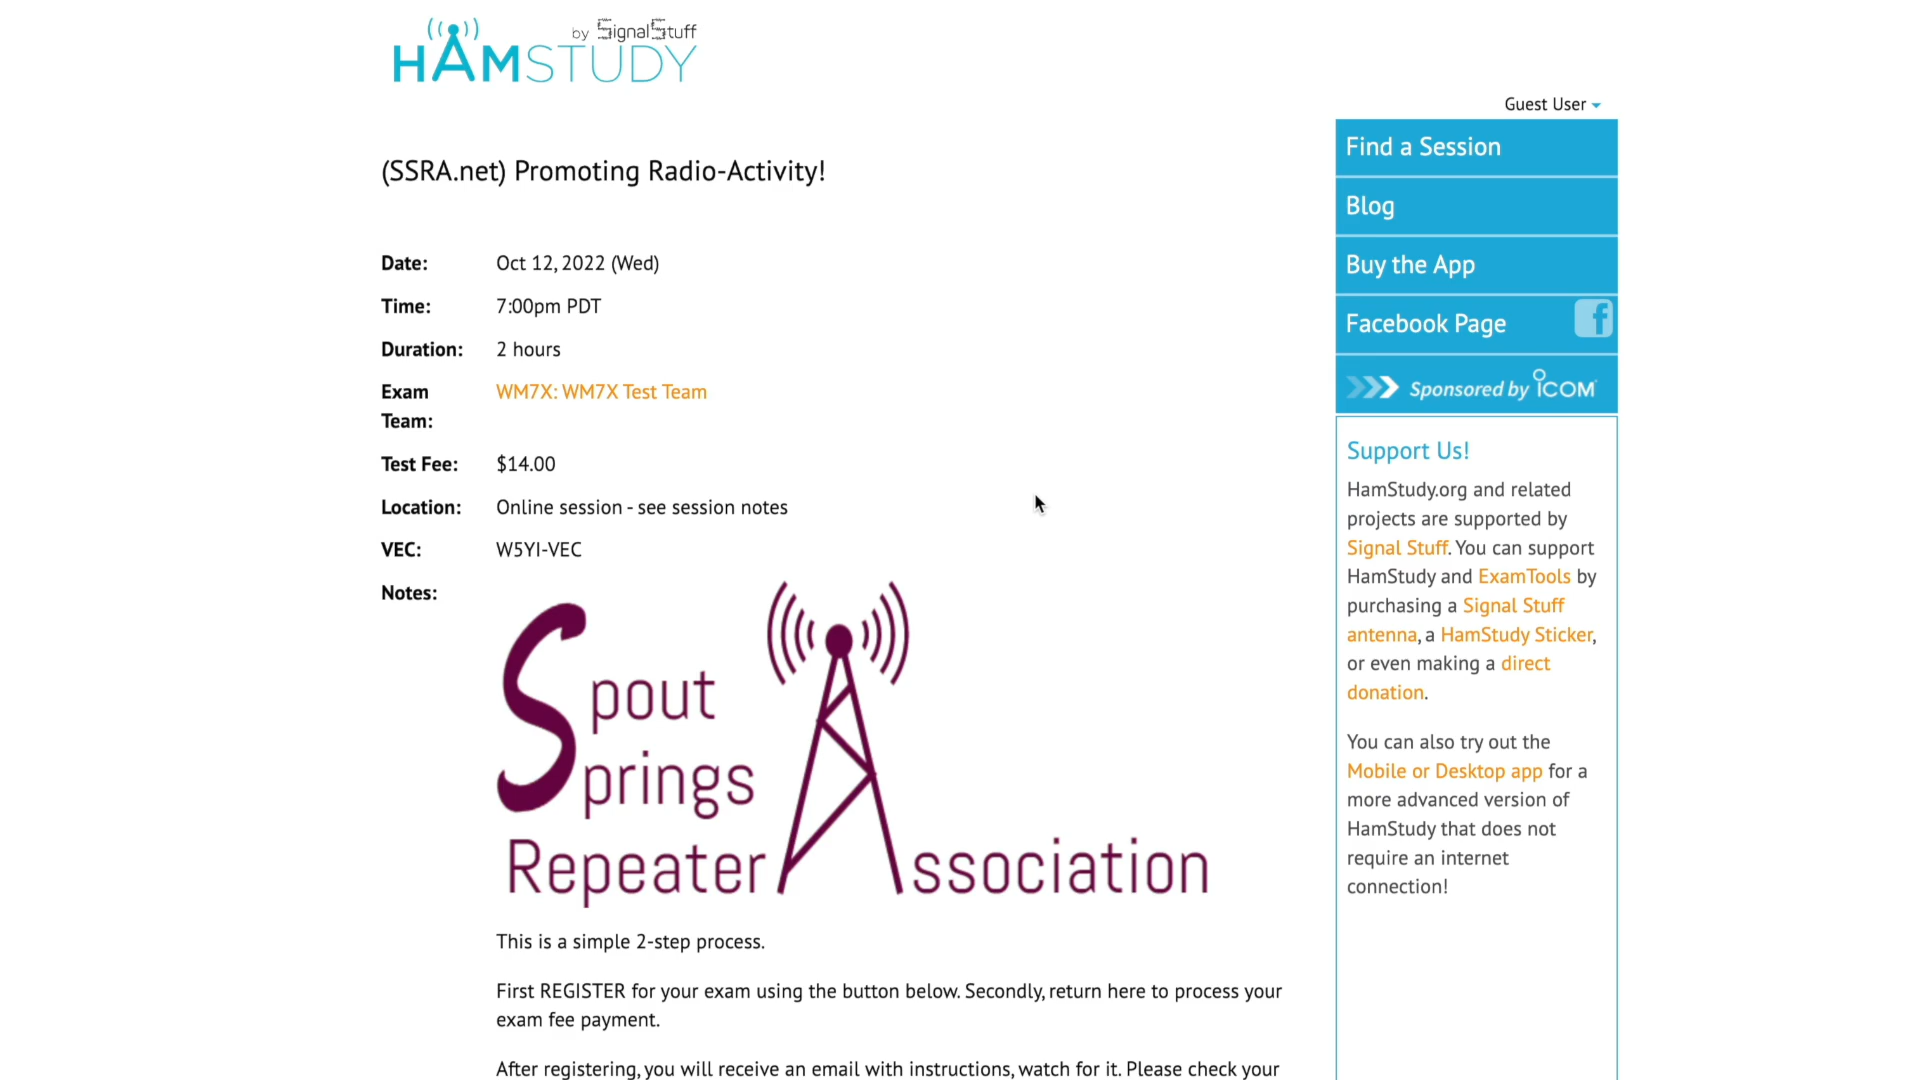 by SignalStuff
HAMSTUDY
Guest User
Find a Session
Blog
Buy the App
Facebook Page
f
Sponsored by ICOM
(SSRA.net) Promoting Radio-Activity!
Date: Oct 12, 2022 (Wed)
Time: 7:00pm PDT
Duration: 2 hours
Exam Team: WM7X: WM7X Test Team
Test Fee: $14.00
Location: Online session - see session notes
VEC: W5YI-VEC
Notes:
Spout
Springs
Repeater Association
This is a simple 2-step process.
First REGISTER for your exam using the button below. Secondly, return here to process your
exam fee payment.
After registering, you will receive an email with instructions, watch for it. Please check your
Support Us!
HamStudy.org and related
projects are supported by
Signal Stuff. You can support
HamStudy and ExamTools by
purchasing a Signal Stuff
antenna, a HamStudy Sticker,
or even making a direct
donation.
You can also try out the
Mobile or Desktop app for a
more advanced version of
HamStudy that does not
require an internet
connection!